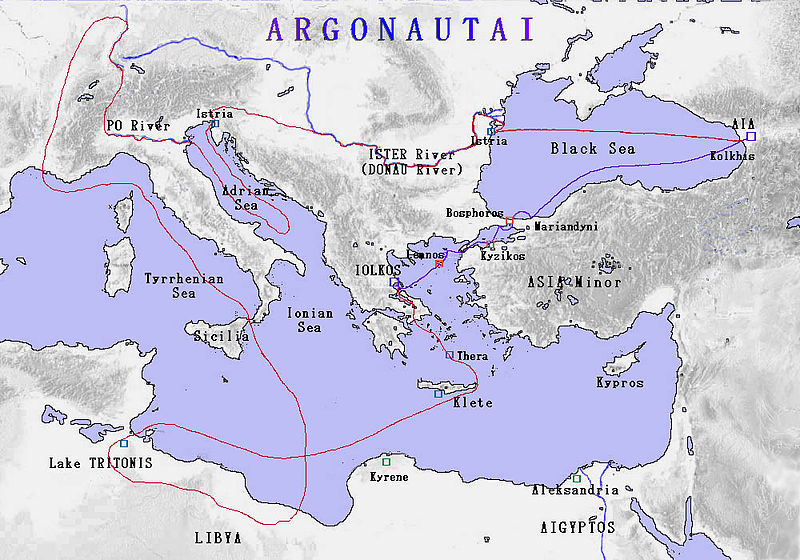 ARGONAUTAI
Istria
PO River
AIA
Istria
Black Sea
Kolkhis
ISTER River
(DONAU River)
Adrian
Sea
Bosphoros
Mariandyni
Lemnos
Kyzikos
IOLKOS
Tyrrhenian
Sea
ASIA Minor
Ionian
Sea
Sicilia
Thera
Kypros
Klete
Lake TRITONIS
Kyrene
Aleksandria
LIBYA
AIGYPTOS